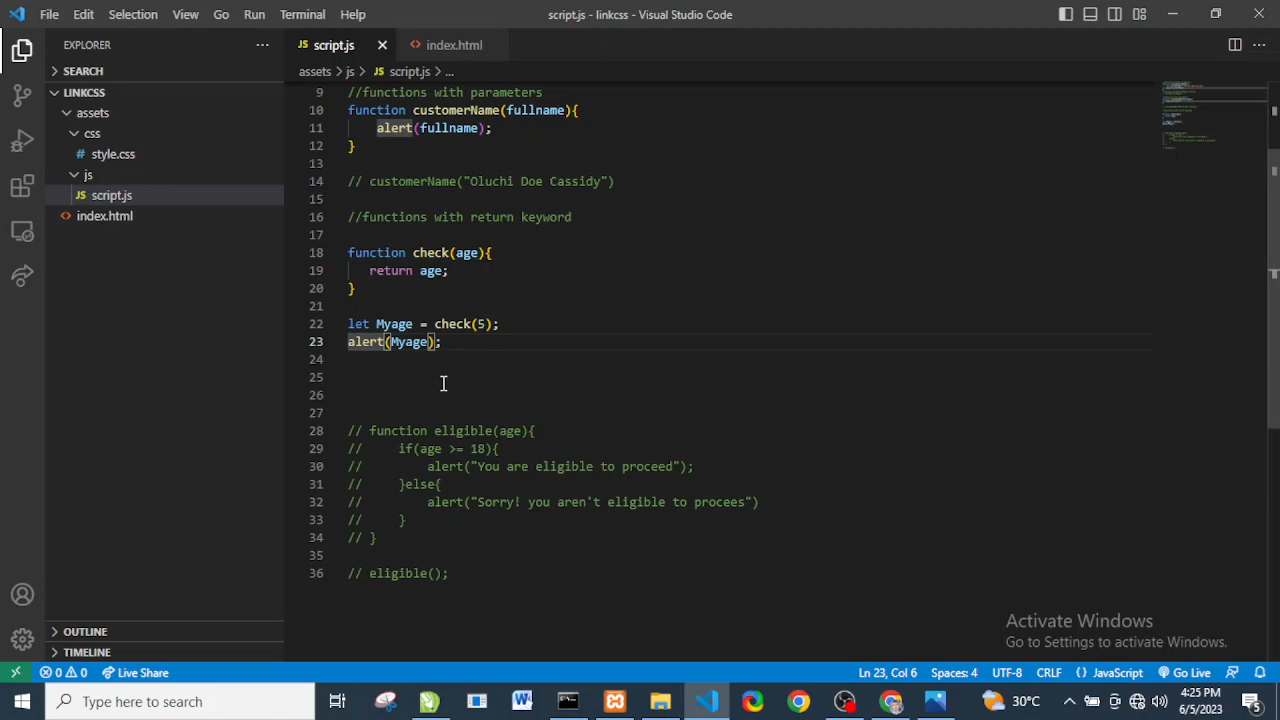 File Edit Selection View Go Run Terminal Help script.js - linkcss - Visual Studio Code
EXPLORER
SEARCH
LINKCSS
assets
css
style.css
js
JS script.js
index.html
OUTLINE
TIMELINE
JS script.js index.html
assets > js > JS script.js > ...
9 //functions with parameters
10 function customerName(fullname){
11 alert(fullname);
12 }
13
14 // customerName("Oluchi Doe Cassidy")
15
16 //functions with return keyword
17
18 function check(age){
19 return age;
20 }
21
22 let Myage = check(5);
23 alert(Myage);
24
25
26
27
28 // function eligible(age){
29 // if(age >= 18){
30 // alert("You are eligible to proceed");
31 // }else{
32 // alert("Sorry! you aren't eligible to procees")
33 // }
34 // }
35
36 // eligible();
Activate Windows
Go to Settings to activate Windows.
0 0 Live Share Ln 23, Col 6 Spaces: 4 UTF-8 CRLF {} JavaScript Go Live
Type here to search 30°C 4:25 PM
6/5/2023 5